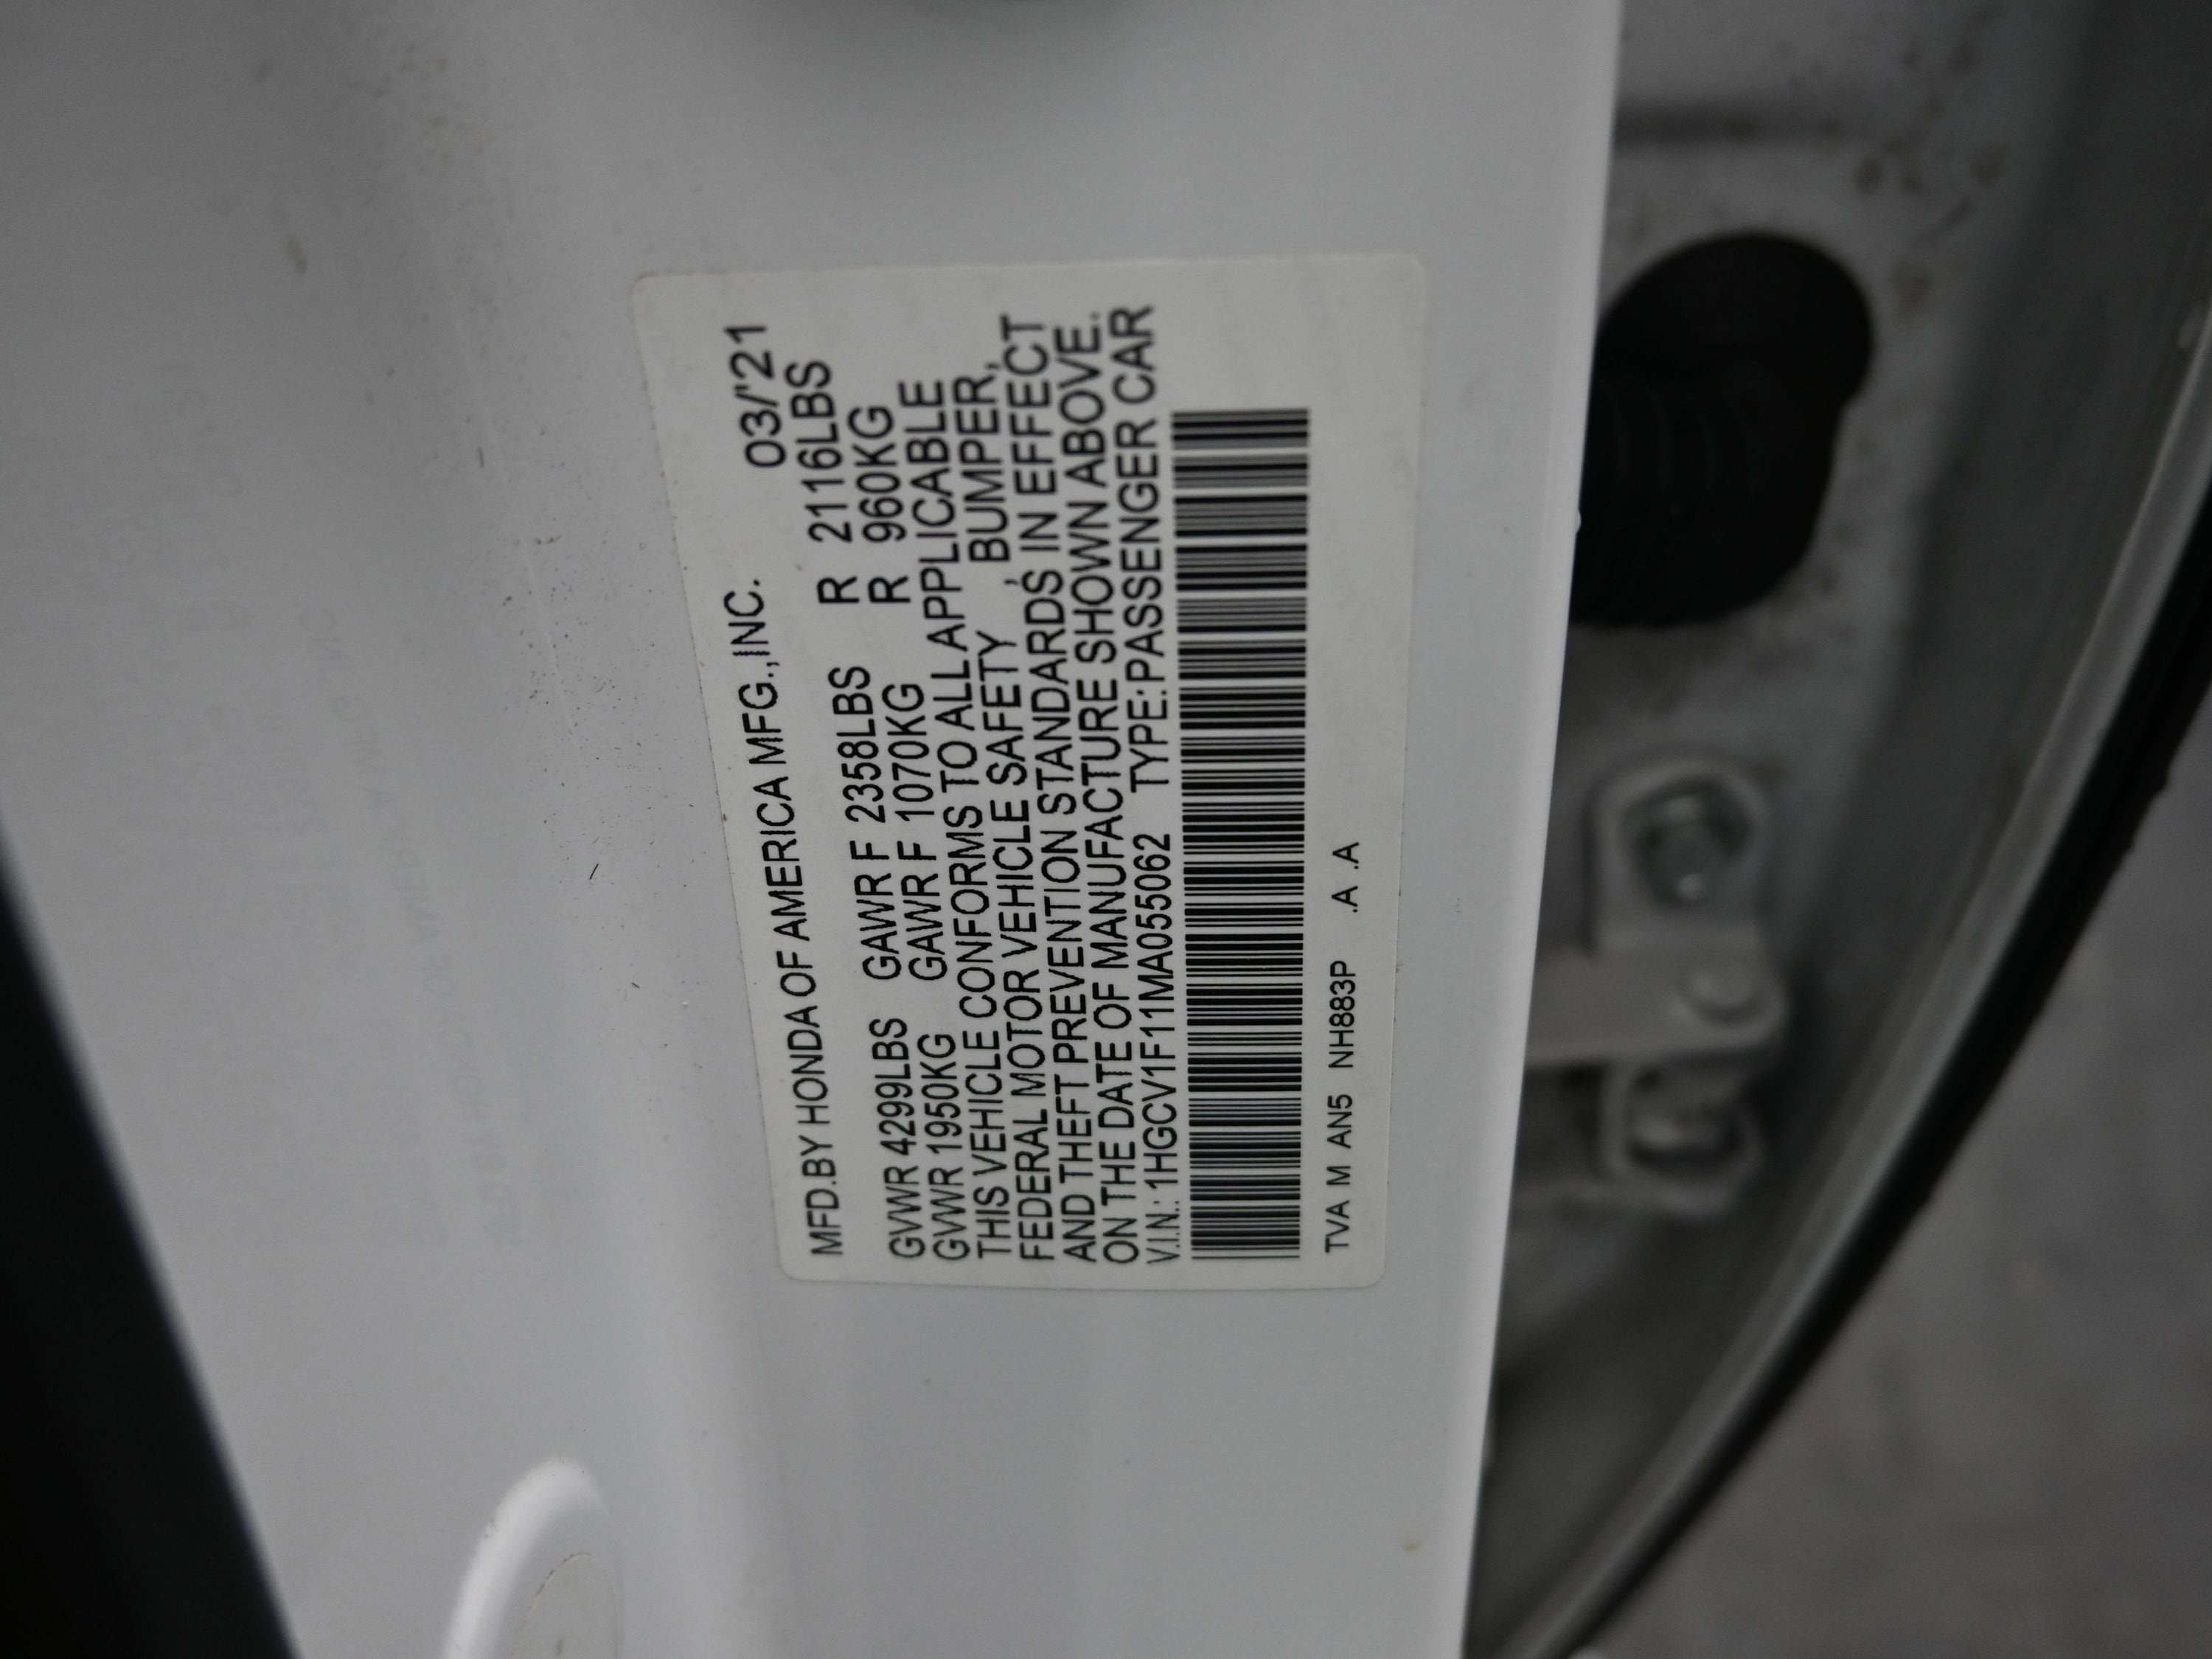 MFD.BY HONDA OF AMERICA MFG.,INC. 03/'21
GVWR 4299LBS GAWR F 2358LBS R 2116LBS
GVWR 1950KG GAWR F 1070KG R 960KG
THIS VEHICLE CONFORMS TO ALL APPLICABLE
FEDERAL MOTOR VEHICLE SAFETY , BUMPER,
AND THEFT PREVENTION STANDARDS, IN EFFECT
ON THE DATE OF MANUFACTURE SHOWN ABOVE.
V.I.N.: 1HGCV1F11MA055062 TYPE: PASSENGER CAR
TVA M AN5 NH883P .A .A